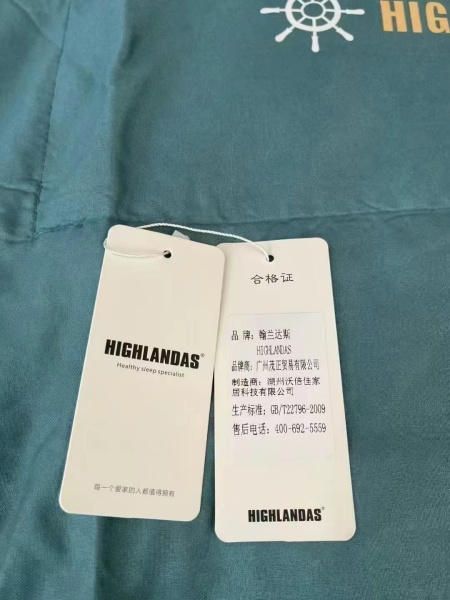 HIG
HIGHLANDAS®
Healthy sleep specialist
每一个爱家的人都值得拥有
合格证
品 牌：翰兰达斯
HIGHLANDAS
品牌商：广州茂正贸易有限公司
制造商：湖州沃倍佳家
居科技有限公司
生产标准：GB/T22796-2009
售后电话：400-692-5559
HIGHLANDAS®